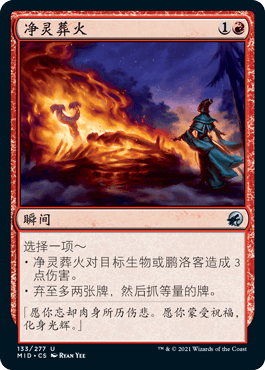 净灵葬火 1
瞬间
选择一项～
• 净灵葬火对目标生物或鹏洛客造成3
点伤害。
• 弃至多两张牌，然后抓等量的牌。
「愿你忘却肉身所历伤悲。愿你蒙受祝福，
化身光辉。」
133/277 U
MID • CS RYAN YEE
™ & © 2021 Wizards of the Coast